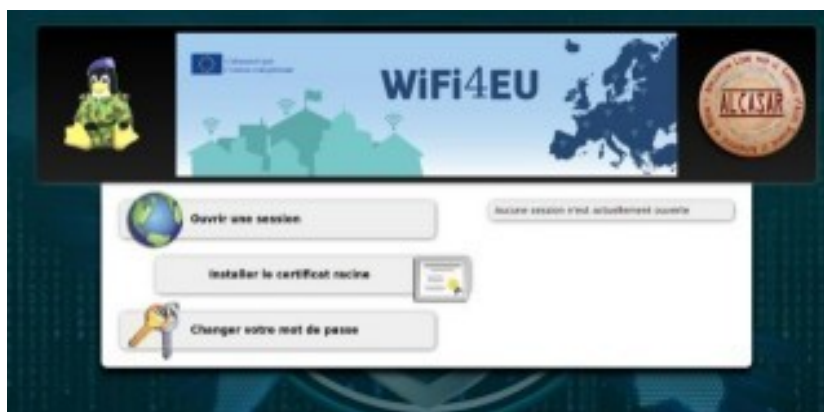 WiFi4EU
ALCASAR
Ouvrir une session
Aucune session n'est actuellement ouverte
Installer le certificat racine
Changer votre mot de passe